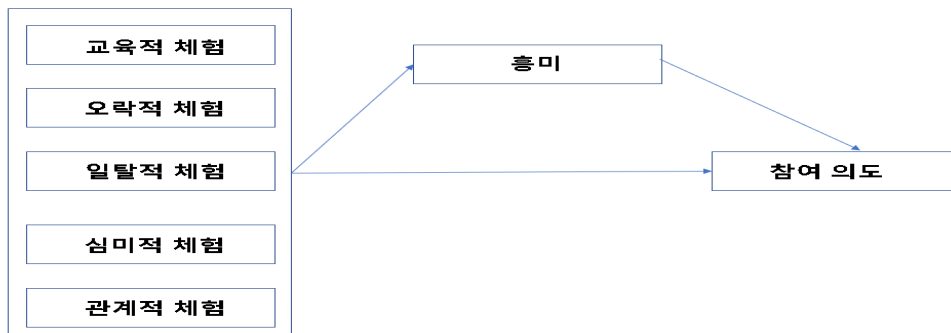 교육적 체험
오락적 체험
일탈적 체험
심미적 체험
관계적 체험
흥미
참여 의도